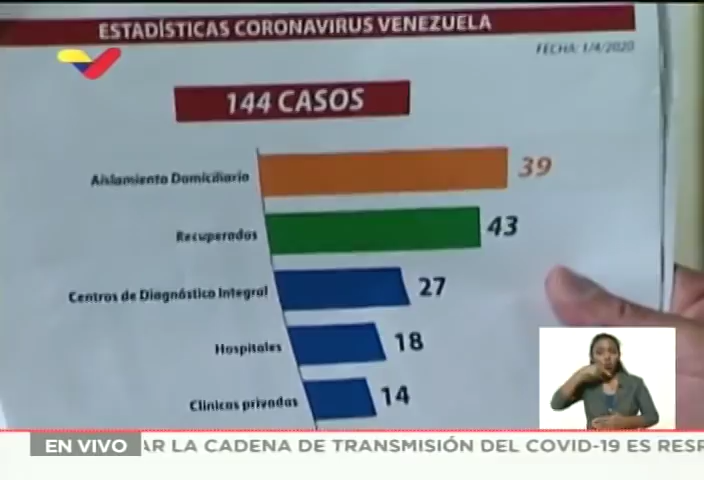 ESTADÍSTICAS CORONAVIRUS VENEZUELA
FECHA: 1/4/2020
144 CASOS
Aislamiento Domiciliario 39
Recuperados 43
Centros de Diagnóstico Integral 27
Hospitales 18
Clínicas privadas 14
EN VIVO AR LA CADENA DE TRANSMISIÓN DEL COVID-19 ES RESP